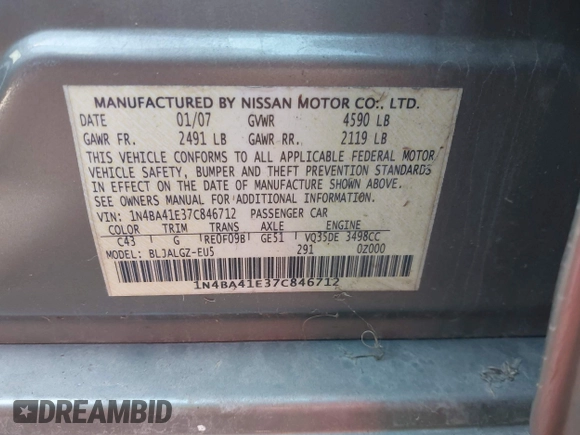 MANUFACTURED BY NISSAN MOTOR CO., LTD.
DATE 01/07 GVWR 4590 LB
GAWR FR. 2491 LB GAWR RR. 2119 LB
THIS VEHICLE CONFORMS TO ALL APPLICABLE FEDERAL MOTOR
VEHICLE SAFETY, BUMPER AND THEFT PREVENTION STANDARDS
IN EFFECT ON THE DATE OF MANUFACTURE SHOWN ABOVE.
SEE OWNERS MANUAL FOR ADDITIONAL INFORMATION
VIN: 1N4BA41E37C846712 PASSENGER CAR
COLOR TRIM TRANS AXLE ENGINE
C43 G RE0F09B GE51 VQ35DE 3498CC
MODEL: BLJALGZ-EU5 291 0Z000
1N4BA41E37C846712
DREAMBID